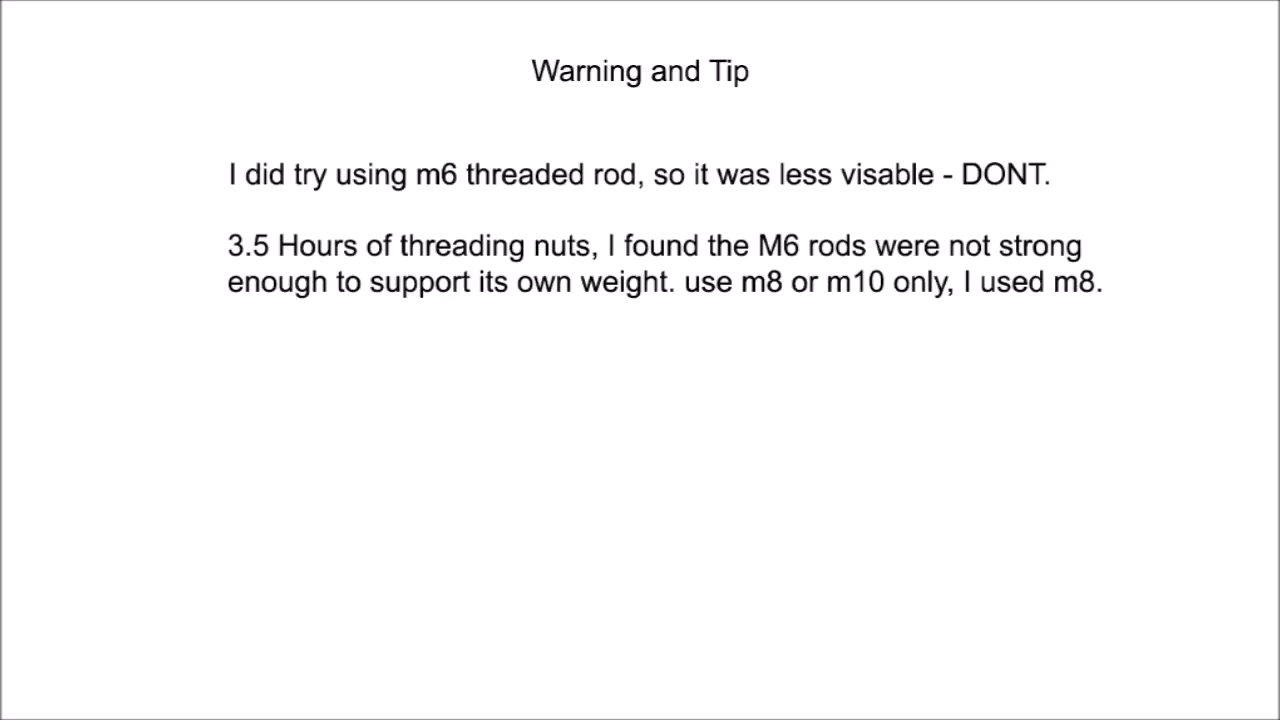 Warning and Tip
I did try using m6 threaded rod, so it was less visable - DONT.
3.5 Hours of threading nuts, I found the M6 rods were not strong
enough to support its own weight. use m8 or m10 only, I used m8.